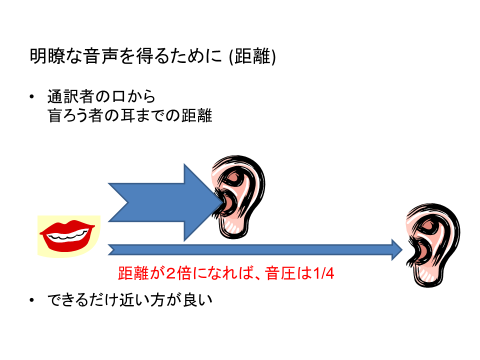 明瞭な音声を得るために (距離)
• 通訳者の口から
盲ろう者の耳までの距離
距離が2倍になれば、音圧は1/4
• できるだけ近い方が良い